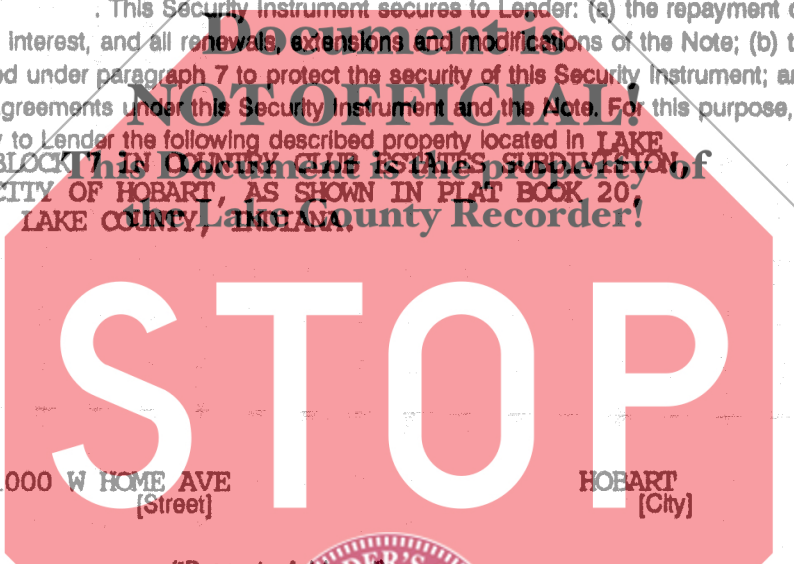 . This Security Instrument secures to Lender: (a) the repayment
Document is
interest, and all renewals, extensions and modifications of the Note; (b)
under paragraph 7 to protect the security of this Security Instrument;
NOT OFFICIAL!
under this Security Instrument and the Note. For this purpose,
to Lender the following described property located in LAKE
BLOCK 7 IN COUNTRY CLUB ESTATES SUBDIVISION,
This Document is the property of
CITY OF HOBART, AS SHOWN IN PLAT BOOK 20,
the Lake County Recorder!
LAKE COUNTY, INDIANA.
STOP
000 W HOME AVE HOBART
[Street] [City]